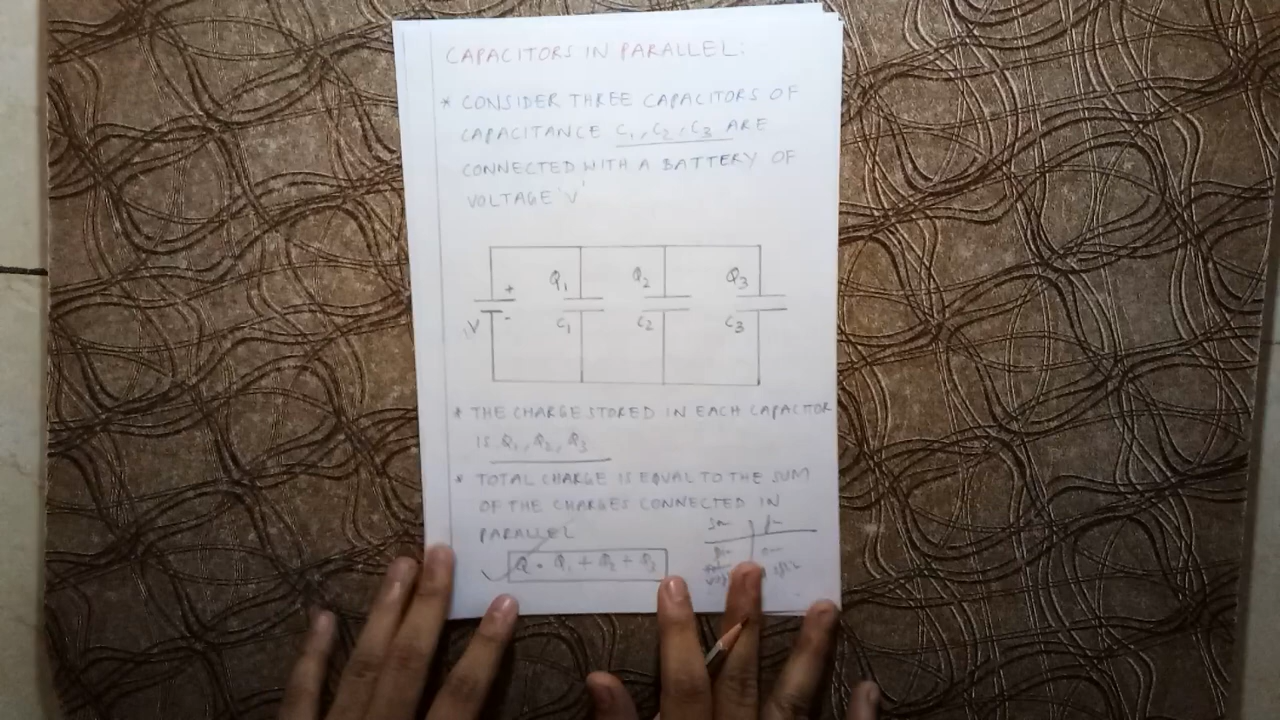 CAPACITORS IN PARALLEL:
* CONSIDER THREE CAPACITORS OF
CAPACITANCE C₁, C₂, C₃ ARE
CONNECTED WITH A BATTERY OF
VOLTAGE 'V'
Q₁ Q₂ Q₃
+
V - C₁ C₂ C₃
* THE CHARGE STORED IN EACH CAPACITOR
IS Q₁, Q₂, Q₃
* TOTAL CHARGE IS EQUAL TO THE SUM
OF THE CHARGES CONNECTED IN
PARALLEL
Q = Q₁ + Q₂ + Q₃